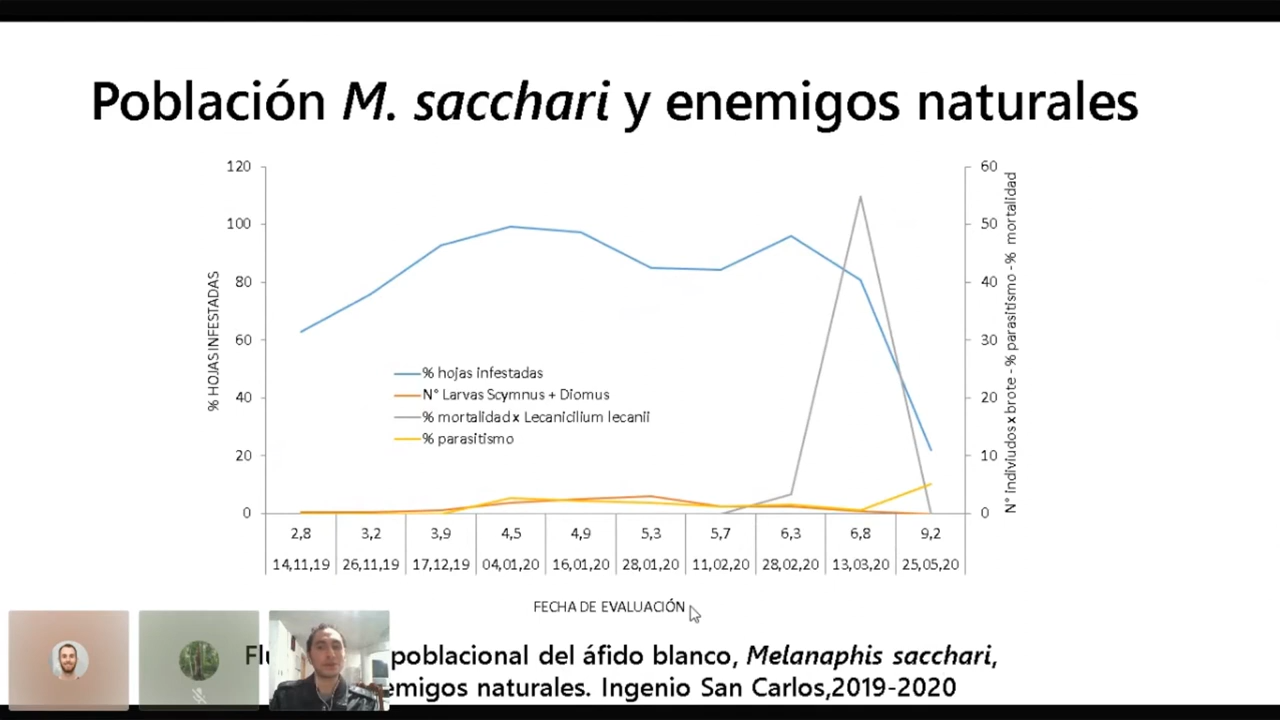 Población M. sacchari y enemigos naturales
120
100
80
60
40
20
0
% HOJAS INFESTADAS
60
50
40
30
20
10
0
N° indiviudos x brote - % parasitismo - % mortalidad
% hojas infestadas
N° Larvas Scymnus + Diomus
% mortalidad x Lecanicilium lecanii
% parasitismo
2,8 3,2 3,9 4,5 4,9 5,3 5,7 6,3 6,8 9,2
14,11,19 26,11,19 17,12,19 04,01,20 16,01,20 28,01,20 11,02,20 28,02,20 13,03,20 25,05,20
FECHA DE EVALUACIÓN
poblacional del áfido blanco, Melanaphis sacchari,
emigos naturales. Ingenio San Carlos,2019-2020